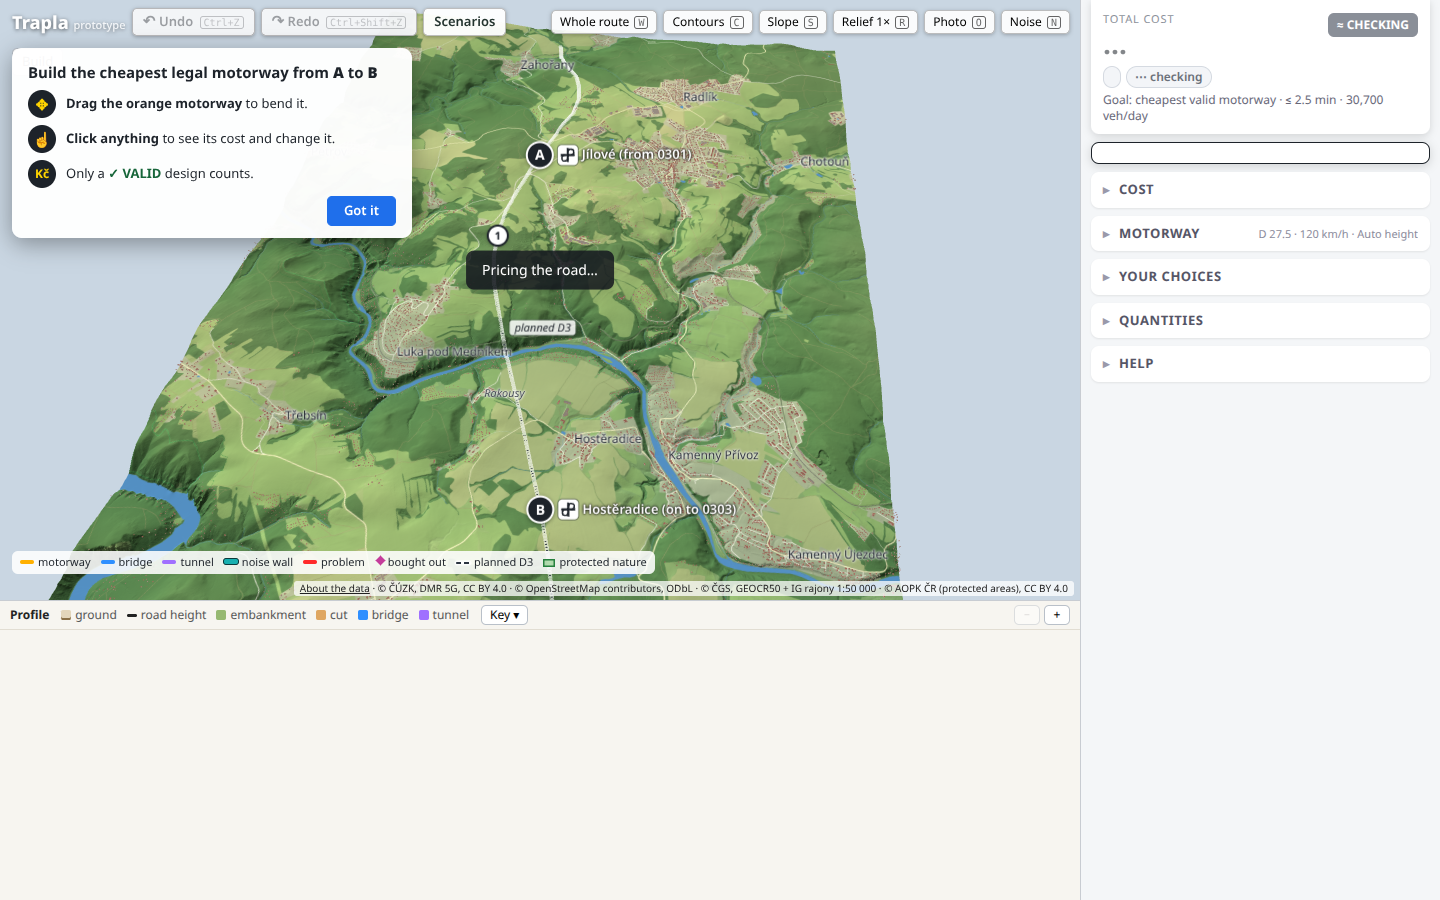 Trapla prototype
↶ Undo Ctrl+Z
↷ Redo Ctrl+Shift+Z
Scenarios
Whole route W
Contours C
Slope S
Relief 1× R
Photo O
Noise N
Build the cheapest legal motorway from A to B
Drag the orange motorway to bend it.
Click anything to see its cost and change it.
Kč Only a ✓ VALID design counts.
Got it
Zahořany
Radlík
A Jílové (from 0301)
Chotouň
1
Pricing the road…
planned D3
Luka pod Medníkem
Rakousy
Třebsín
Hostěradice
Kamenný Přívoz
B Hostěradice (on to 0303)
Kamenný Újezdec
motorway bridge tunnel noise wall problem bought out planned D3 protected nature
About the data · © ČÚZK, DMR 5G, CC BY 4.0 · © OpenStreetMap contributors, ODbL · © ČGS, GEOCR50 + IG rajony 1:50 000 · © AOPK ČR (protected areas), CC BY 4.0
Profile ground road height embankment cut bridge tunnel Key ▾ − +
TOTAL COST
≈ CHECKING
…
··· checking
Goal: cheapest valid motorway · ≤ 2.5 min · 30,700
veh/day
▸ COST
▸ MOTORWAY D 27.5 · 120 km/h · Auto height
▸ YOUR CHOICES
▸ QUANTITIES
▸ HELP